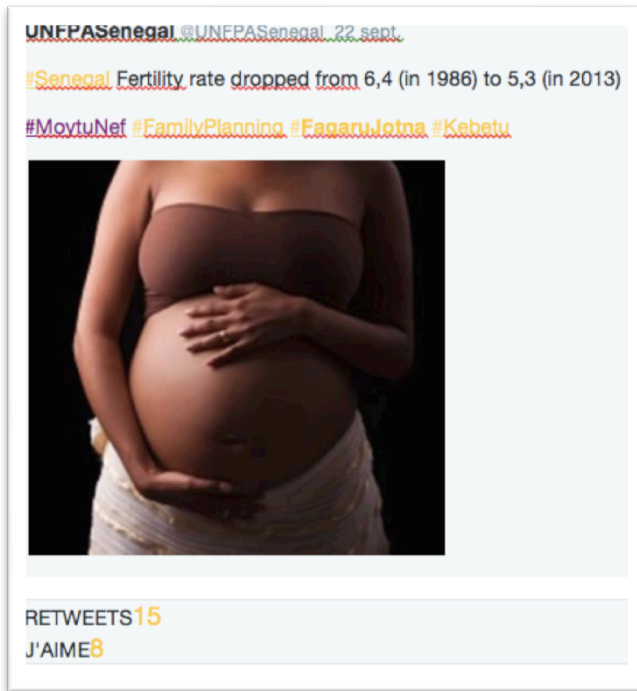 UNFPASenegal @UNFPASenegal 22 sept.
#Senegal Fertility rate dropped from 6,4 (in 1986) to 5,3 (in 2013)
#MoytuNef #FamilyPlanning #FagaruJotna #Kebetu
RETWEETS15
J'AIME8